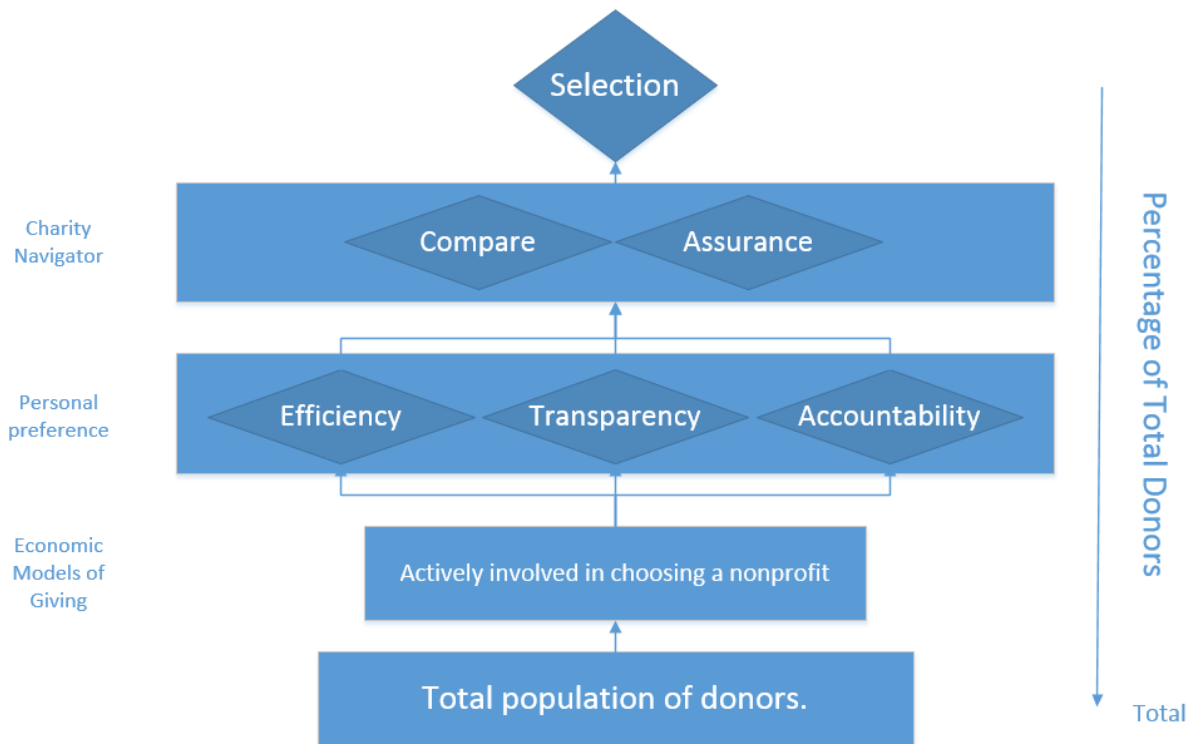 Selection
Charity
Navigator
Compare
Assurance
Personal
preference
Efficiency
Transparency
Accountability
Economic
Models of
Giving
Actively involved in choosing a nonprofit
Total population of donors.
Percentage of Total Donors
Total